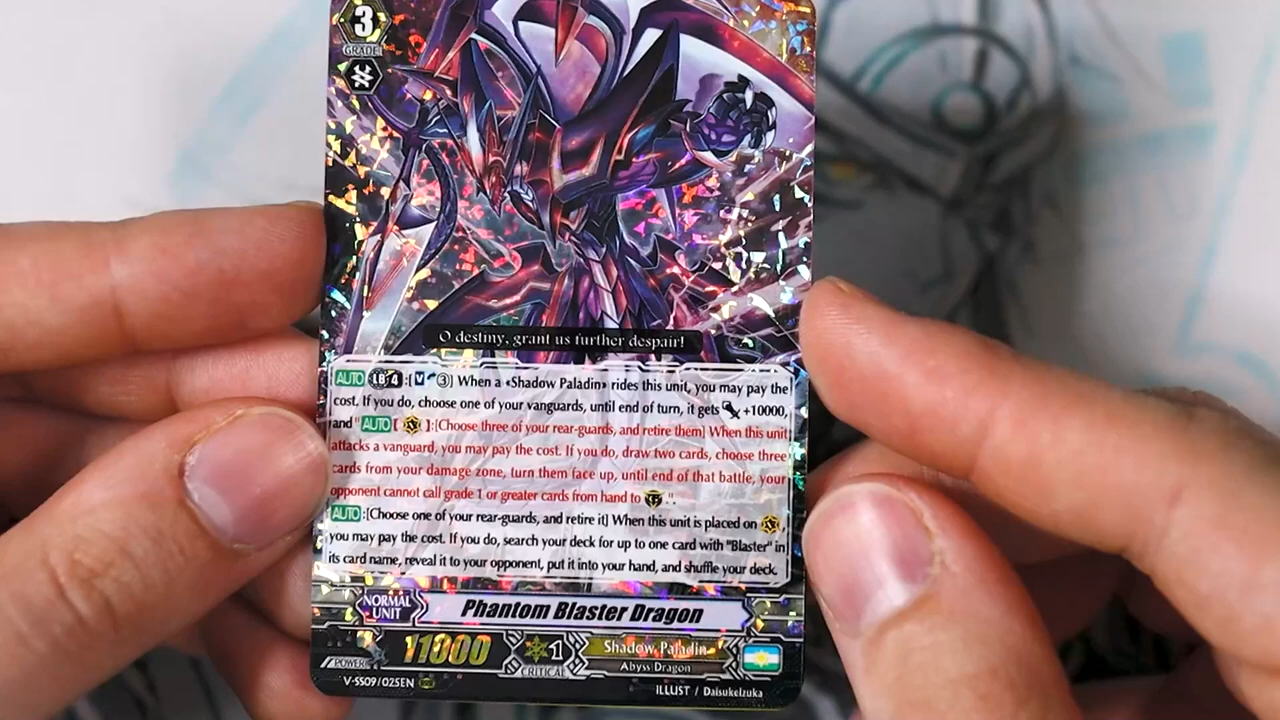 3
GRADE
O destiny, grant us further despair!
AUTO LB 4 :[V 3] When a «Shadow Paladin» rides this unit, you may pay the
cost. If you do, choose one of your vanguards, until end of turn, it gets +10000,
and "AUTO[ ]:[Choose three of your rear-guards, and retire them] When this unit
attacks a vanguard, you may pay the cost. If you do, draw two cards, choose three
cards from your damage zone, turn them face up, until end of that battle, your
opponent cannot call grade 1 or greater cards from hand to ."
AUTO:[Choose one of your rear-guards, and retire it] When this unit is placed on ,
you may pay the cost. If you do, search your deck for up to one card with "Blaster" in
its card name, reveal it to your opponent, put it into your hand, and shuffle your deck.
NORMAL
UNIT
Phantom Blaster Dragon
POWER 11000
1
CRITICAL
Shadow Paladin
Abyss Dragon
V-SS09/025EN RRR
ILLUST / DaisukeIzuka